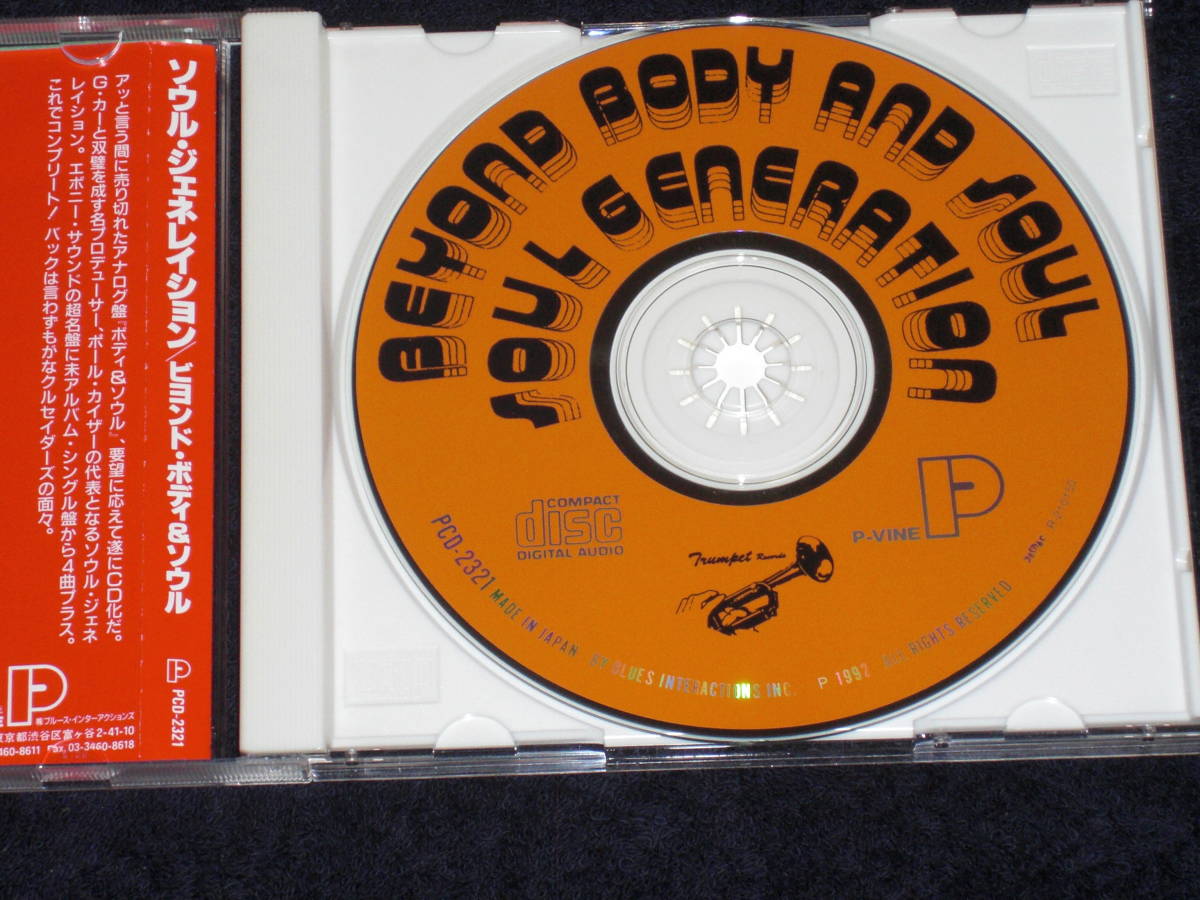 ソウル・ジェネレイション/ビヨンド・ボディ&ソウル
アッと言う間に売り切れたアナログ盤『ボディ&ソウル』、要望に応えて遂にCD化だ。
G・カーと双璧を成す名プロデューサー、ポール・カイザーの代表となるソウル・ジェネ
レイション。エボニー・サウンドの超名盤に未アルバム・シングル盤から4曲プラス。
これでコンプリート!バックは言わずもがなクルセイダーズの面々。
PCD-2321
㈱ブルース・インターアクションズ
京都渋谷区富ヶ谷2-41-10
460-8611 Fax. 03-3460-8618
BEYOND BODY AND SOUL
SOUL GENERATION
COMPACT
disc
DIGITAL AUDIO
P-VINE
Trumpet Records
PCD-2321 MADE IN JAPAN BY BLUES INTERACTIONS INC. P 1992 ALL RIGHTS RESERVED